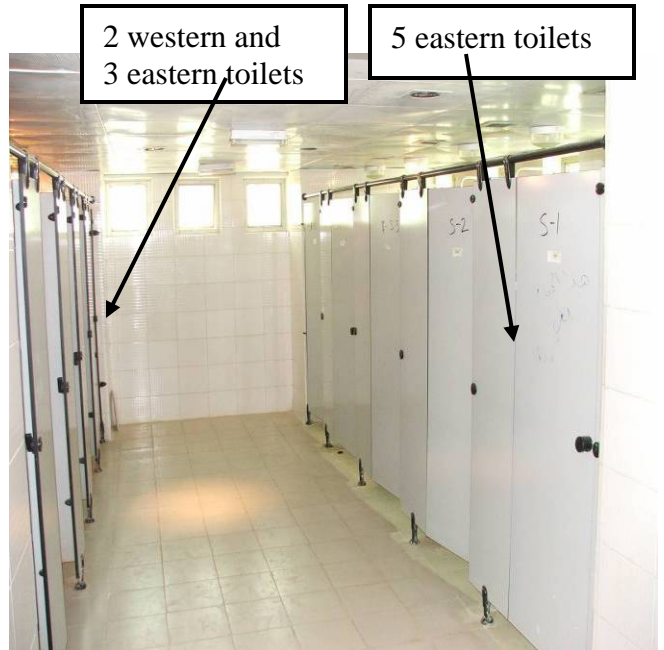 2 western and
3 eastern toilets
5 eastern toilets
S-2
S-1